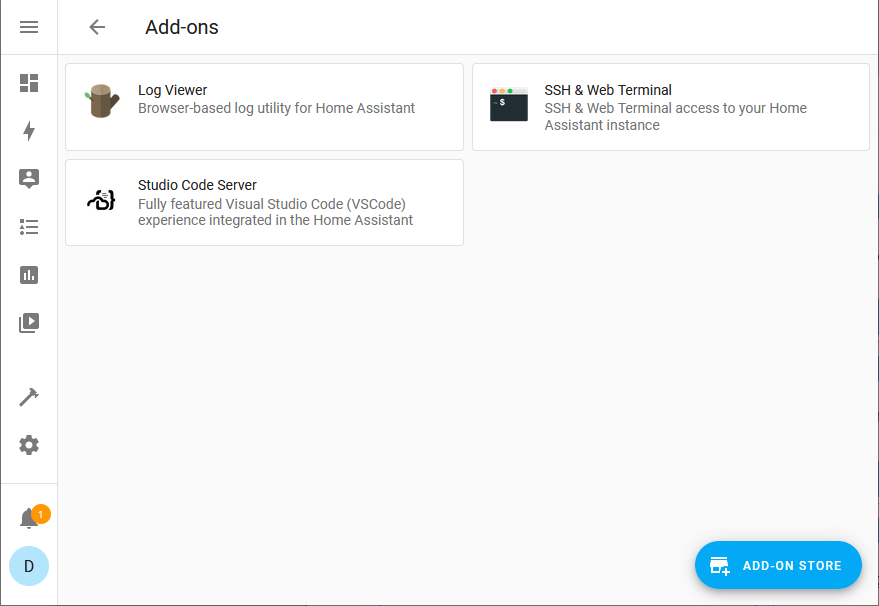 Add-ons
Log Viewer
Browser-based log utility for Home Assistant
SSH & Web Terminal
SSH & Web Terminal access to your Home
Assistant instance
Studio Code Server
Fully featured Visual Studio Code (VSCode)
experience integrated in the Home Assistant
1
D
ADD-ON STORE